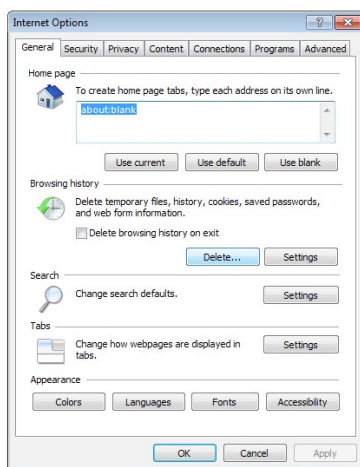 Internet Options
General Security Privacy Content Connections Programs Advanced
Home page
To create home page tabs, type each address on its own line.
about:blank
Use current Use default Use blank
Browsing history
Delete temporary files, history, cookies, saved passwords,
and web form information.
Delete browsing history on exit
Delete... Settings
Search
Change search defaults. Settings
Tabs
Change how webpages are displayed in Settings
tabs.
Appearance
Colors Languages Fonts Accessibility
OK Cancel Apply